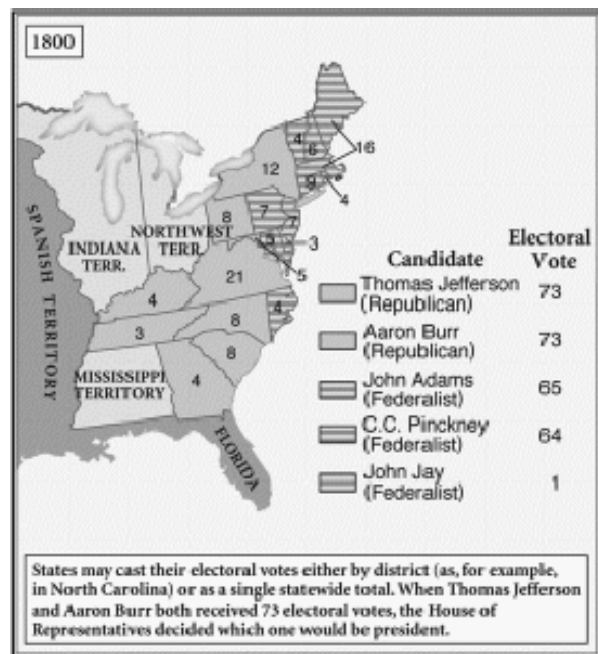 1800
4
6
16
12
9
3
4
8
7
7
SPANISH TERRITORY
INDIANA
TERR.
NORTHWEST
TERR.
5
3
5
21
4
4
3
8
8
4
MISSISSIPPI
TERRITORY
FLORIDA
Candidate
Electoral
Vote
Thomas Jefferson
(Republican)
73
Aaron Burr
(Republican)
73
John Adams
(Federalist)
65
C.C. Pinckney
(Federalist)
64
John Jay
(Federalist)
1
States may cast their electoral votes either by district (as, for example,
in North Carolina) or as a single statewide total. When Thomas Jefferson
and Aaron Burr both received 73 electoral votes, the House of
Representatives decided which one would be president.